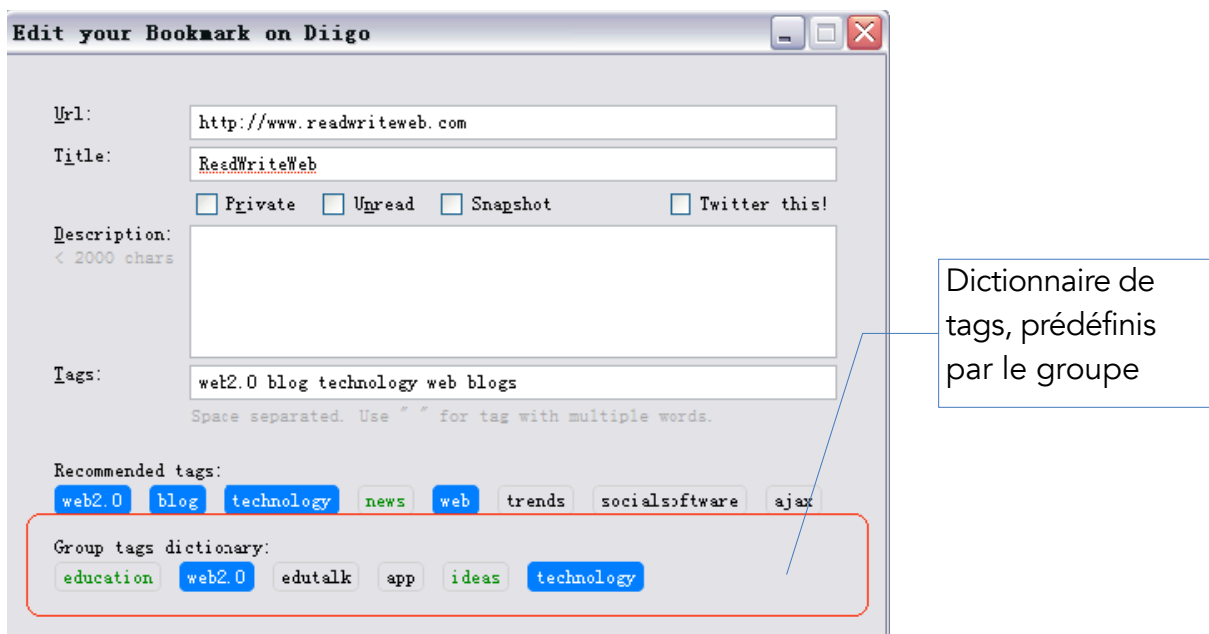 Edit your Bookmark on Diigo
Url:
http://www.readwriteweb.com
Title:
ReadWriteWeb
Private Unread Snapshot Twitter this!
Description:
< 2000 chars
Tags:
web2.0 blog technology web blogs
Space separated. Use " " for tag with multiple words.
Recommended tags:
web2.0 blog technology news web trends socialsoftware ajax
Group tags dictionary:
education web2.0 edutalk app ideas technology
Dictionnaire de
tags, prédéfinis
par le groupe